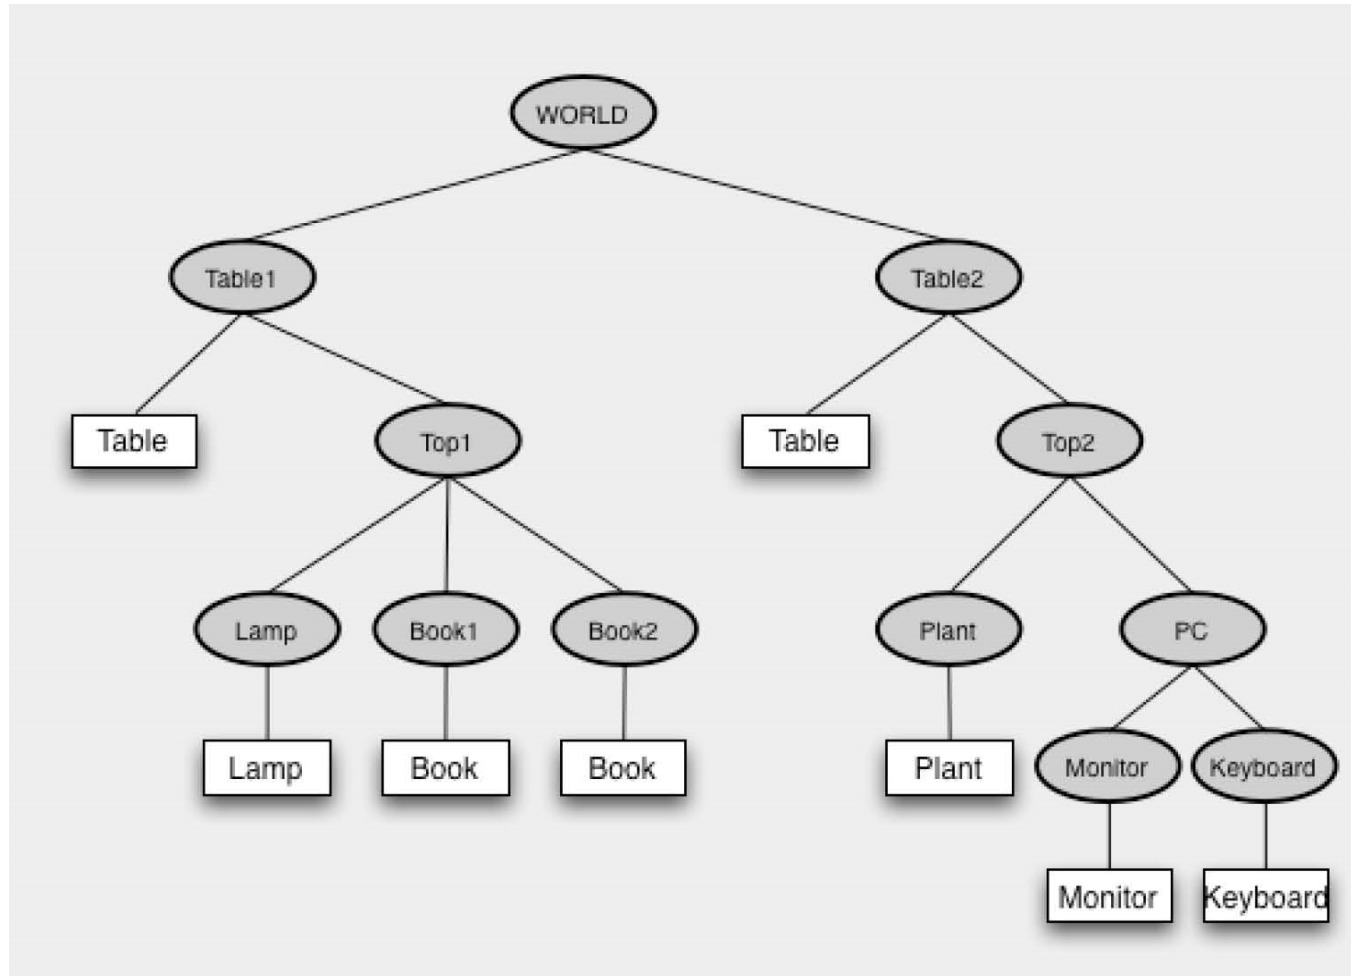 WORLD
Table1
Table2
Table
Top1
Table
Top2
Lamp
Book1
Book2
Plant
PC
Lamp
Book
Book
Plant
Monitor
Keyboard
Monitor
Keyboard